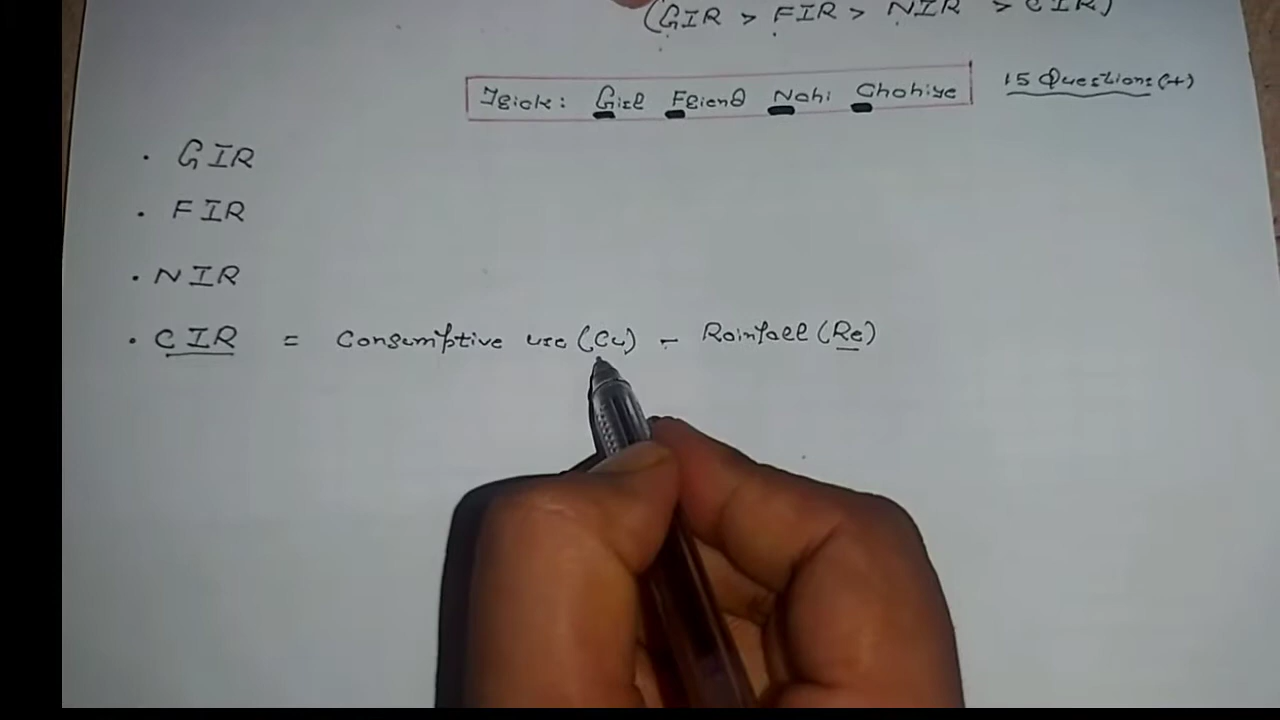 (GIR > FIR > NIR > CIR)
Trick: Girl Friend Nahi Chahiye 15 Questions (+)
. GIR
. FIR
. NIR
. CIR = Consumptive use (Cu) - Rainfall (Re)